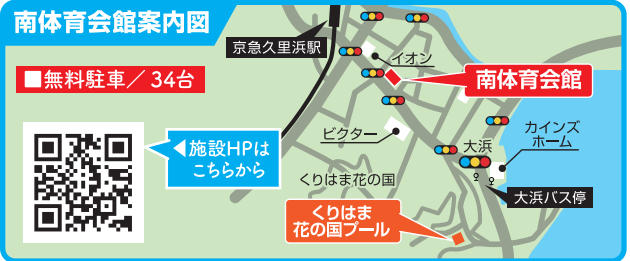 南体育会館案内図
■無料駐車／34台
施設HPは
こちらから
京急久里浜駅
イオン
南体育会館
ビクター
大浜
カインズ
ホーム
くりはま花の国
大浜バス停
くりはま
花の国プール